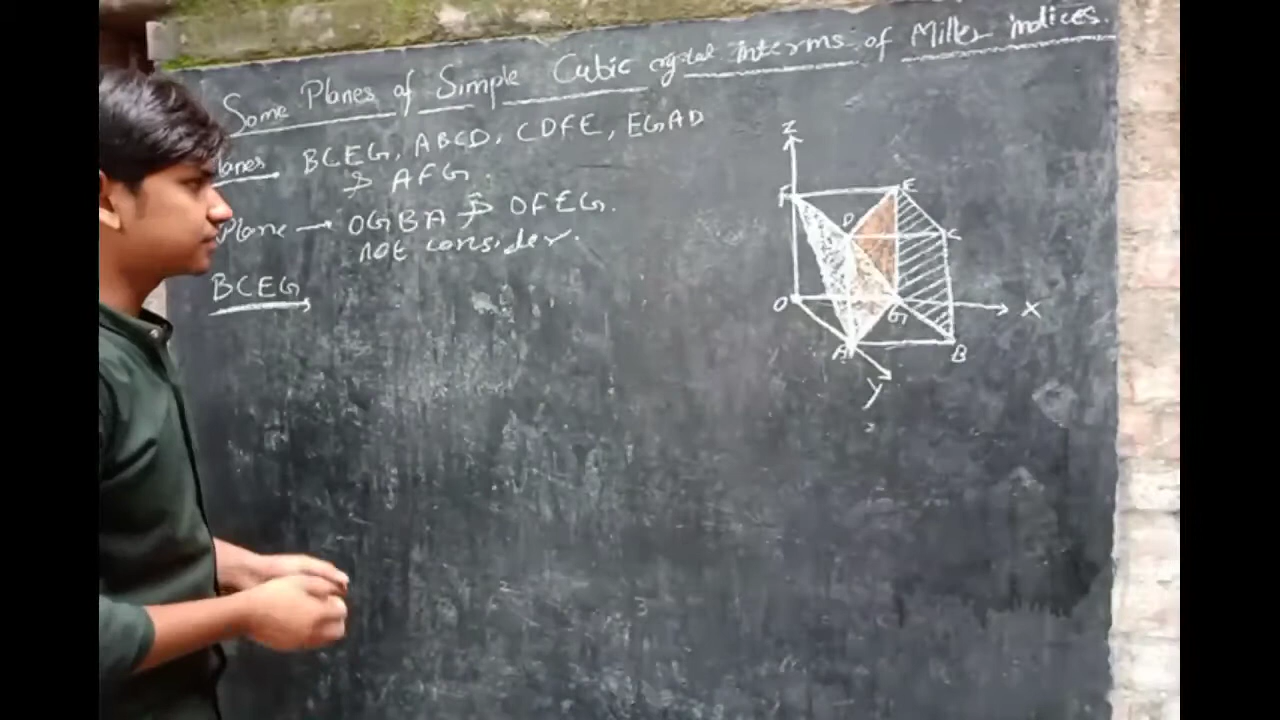 Some Planes of Simple Cubic crystal interms of Miller indices.
lanes BCEG, ABCD, CDFE, EGAD
& AFG.
Plane → OGBA & OFEG.
not consider.
BCEG
Z
F E
D C
O G X
A B
Y